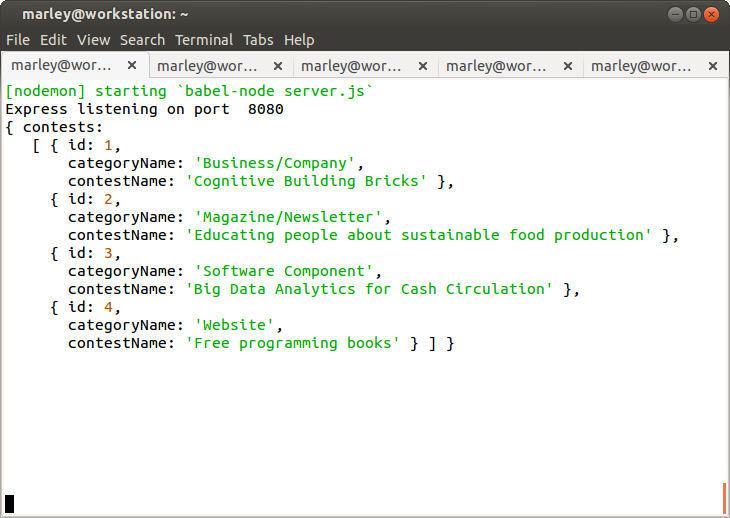 marley@workstation: ~
File Edit View Search Terminal Tabs Help
marley@wor... marley@wor... marley@wor... marley@wor... marley@wor...
[nodemon] starting `babel-node server.js`
Express listening on port  8080
{ contests:
   [ { id: 1,
       categoryName: 'Business/Company',
       contestName: 'Cognitive Building Bricks' },
     { id: 2,
       categoryName: 'Magazine/Newsletter',
       contestName: 'Educating people about sustainable food production' },
     { id: 3,
       categoryName: 'Software Component',
       contestName: 'Big Data Analytics for Cash Circulation' },
     { id: 4,
       categoryName: 'Website',
       contestName: 'Free programming books' } ] }